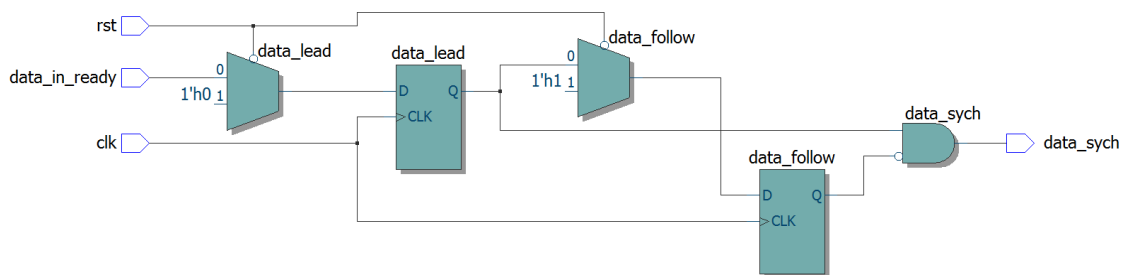 rst
data_lead
data_follow
data_in_ready
0
1'h0 1
data_lead
D Q
CLK
0
1'h1 1
clk
data_sych
data_sych
data_follow
D Q
CLK